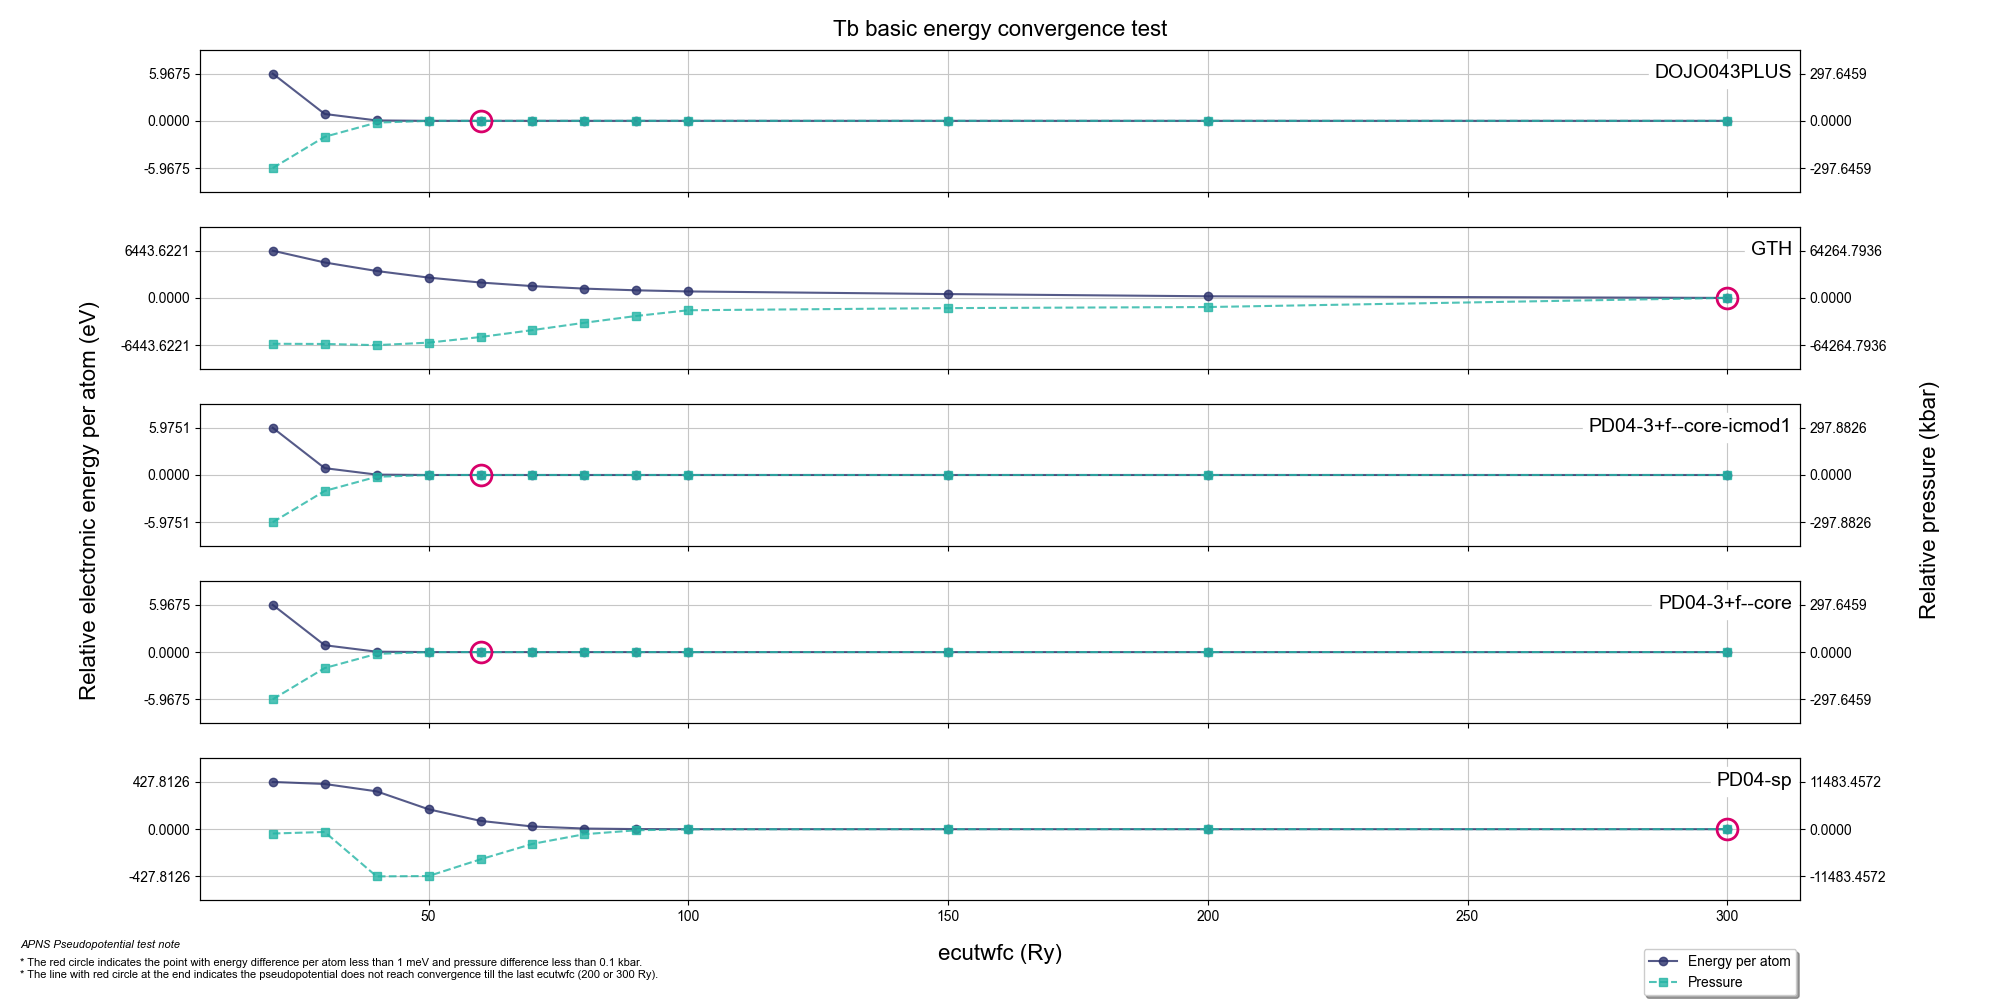 Tb basic energy convergence test
DOJO043PLUS
5.9675
0.0000
-5.9675
297.6459
0.0000
-297.6459
GTH
6443.6221
0.0000
-6443.6221
64264.7936
0.0000
-64264.7936
PD04-3+f--core-icmod1
5.9751
0.0000
-5.9751
297.8826
0.0000
-297.8826
PD04-3+f--core
5.9675
0.0000
-5.9675
297.6459
0.0000
-297.6459
PD04-sp
427.8126
0.0000
-427.8126
11483.4572
0.0000
-11483.4572
Relative electronic energy per atom (eV)
Relative pressure (kbar)
50 100 150 200 250 300
ecutwfc (Ry)
APNS Pseudopotential test note
* The red circle indicates the point with energy difference per atom less than 1 meV and pressure difference less than 0.1 kbar.
* The line with red circle at the end indicates the pseudopotential does not reach convergence till the last ecutwfc (200 or 300 Ry).
Energy per atom
Pressure